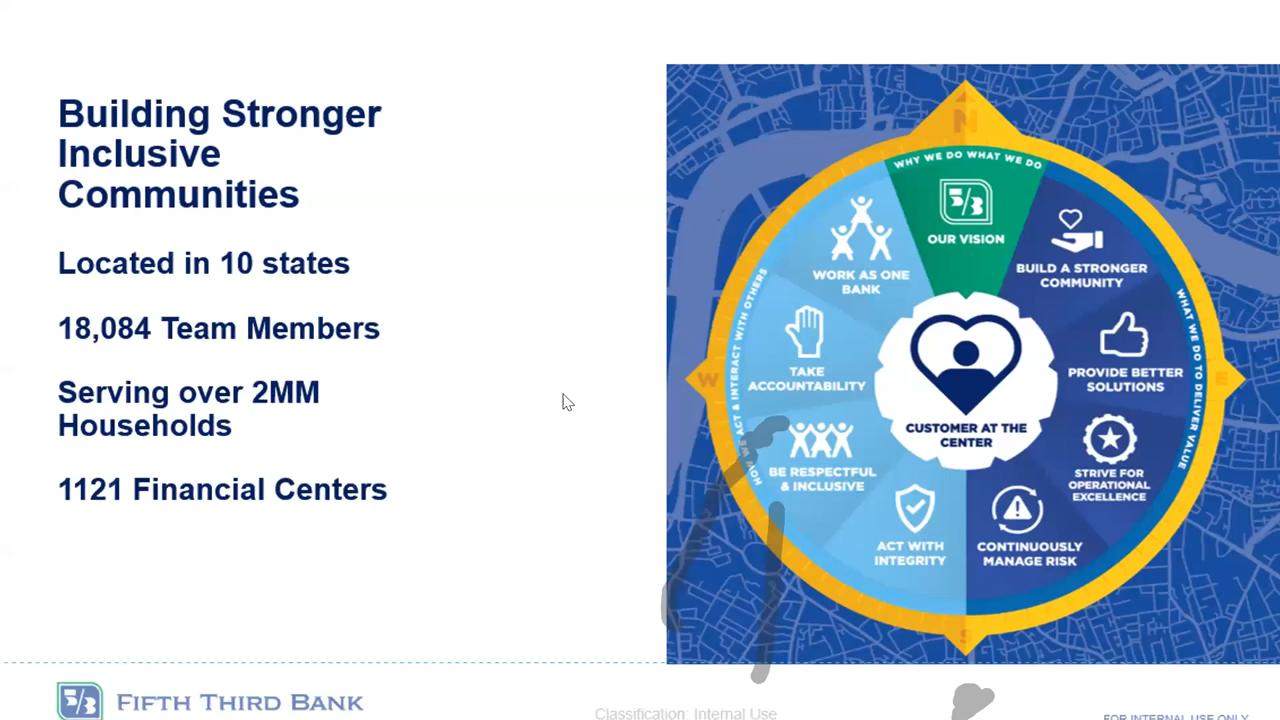 Building Stronger
Inclusive
Communities
Located in 10 states
18,084 Team Members
Serving over 2MM
Households
1121 Financial Centers
N
WHY WE DO WHAT WE DO
5/3
OUR VISION
WORK AS ONE
BANK
BUILD A STRONGER
COMMUNITY
HOW WE ACT & INTERACT WITH OTHERS
WHAT WE DO TO DELIVER VALUE
TAKE
ACCOUNTABILITY
PROVIDE BETTER
SOLUTIONS
W
E
CUSTOMER AT THE
CENTER
BE RESPECTFUL
& INCLUSIVE
STRIVE FOR
OPERATIONAL
EXCELLENCE
ACT WITH
INTEGRITY
CONTINUOUSLY
MANAGE RISK
S
5/3 FIFTH THIRD BANK
Classification: Internal Use
FOR INTERNAL USE ONLY